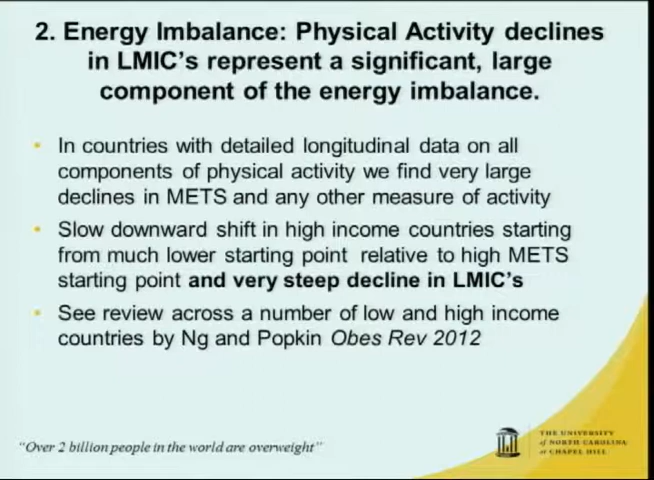 2. Energy Imbalance: Physical Activity declines
in LMIC's represent a significant, large
component of the energy imbalance.
• In countries with detailed longitudinal data on all
components of physical activity we find very large
declines in METS and any other measure of activity
• Slow downward shift in high income countries starting
from much lower starting point relative to high METS
starting point and very steep decline in LMIC's
• See review across a number of low and high income
countries by Ng and Popkin Obes Rev 2012
"Over 2 billion people in the world are overweight"
THE UNIVERSITY
of NORTH CAROLINA
at CHAPEL HILL